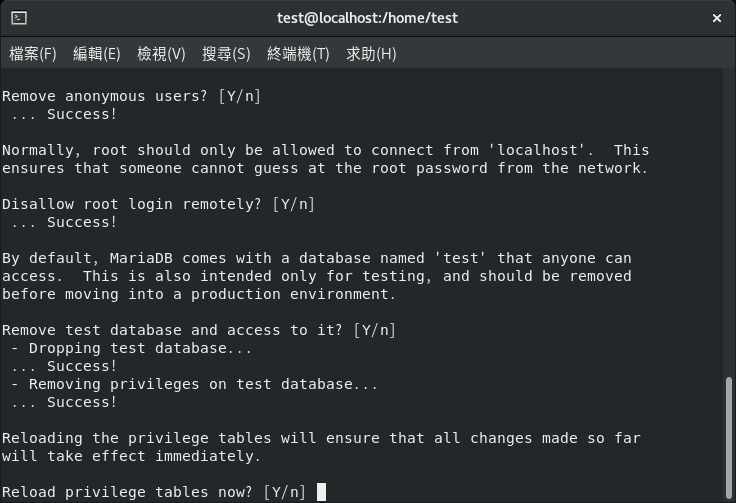 test@localhost:/home/test
檔案(F) 編輯(E) 檢視(V) 搜尋(S) 終端機(T) 求助(H)
Remove anonymous users? [Y/n]
 ... Success!
Normally, root should only be allowed to connect from 'localhost'.  This
ensures that someone cannot guess at the root password from the network.
Disallow root login remotely? [Y/n]
 ... Success!
By default, MariaDB comes with a database named 'test' that anyone can
access.  This is also intended only for testing, and should be removed
before moving into a production environment.
Remove test database and access to it? [Y/n]
 - Dropping test database...
 ... Success!
 - Removing privileges on test database...
 ... Success!
Reloading the privilege tables will ensure that all changes made so far
will take effect immediately.
Reload privilege tables now? [Y/n]